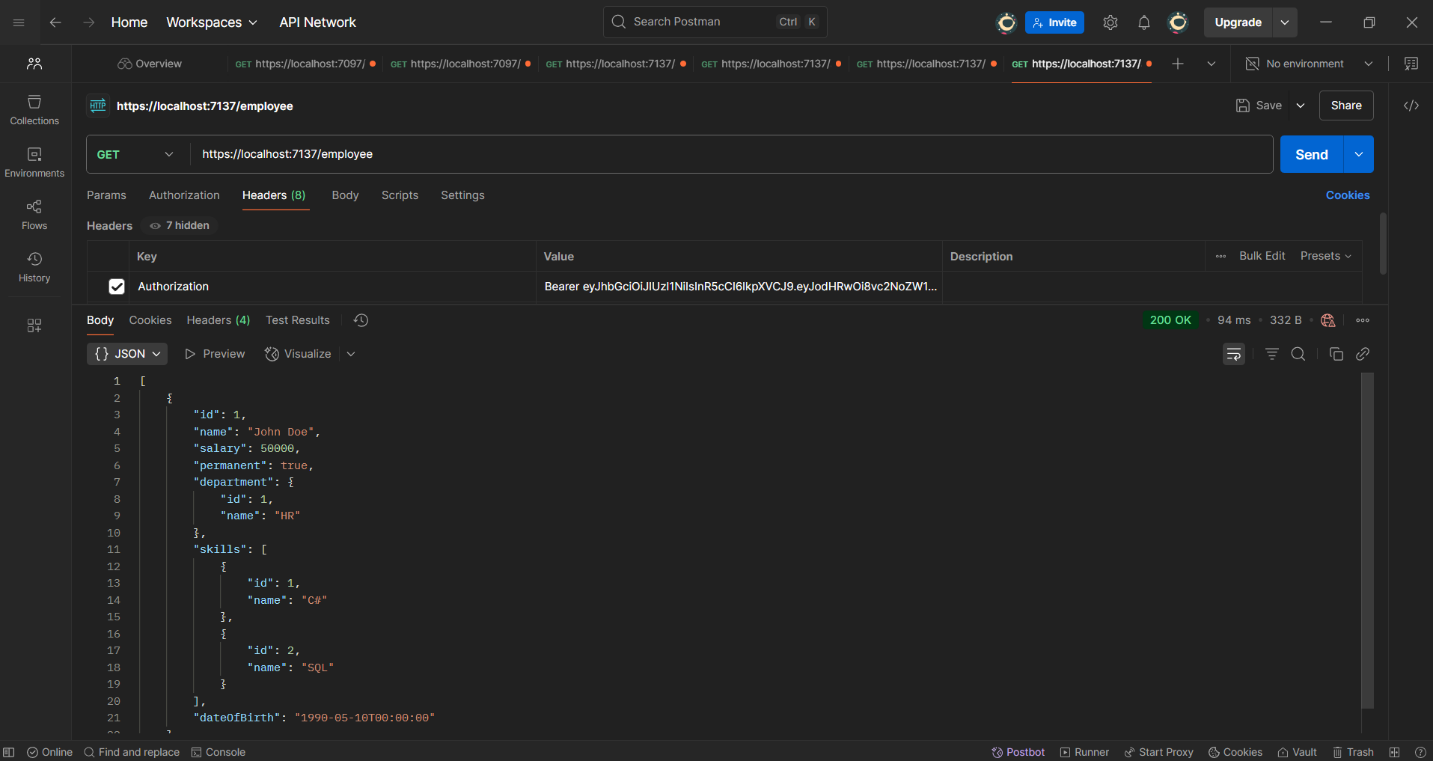 Home Workspaces API Network Search Postman Ctrl K Invite Upgrade
Overview GET https://localhost:7097/ GET https://localhost:7097/ GET https://localhost:7137/ GET https://localhost:7137/ GET https://localhost:7137/ GET https://localhost:7137/ No environment
HTTP https://localhost:7137/employee Save Share
Collections
Environments
Flows
History
GET https://localhost:7137/employee Send
Params Authorization Headers (8) Body Scripts Settings Cookies
Headers 7 hidden
Key Value Description Bulk Edit Presets
Authorization Bearer eyJhbGciOiJIUzI1NiIsInR5cCI6IkpXVCJ9.eyJodHRwOi8vc2NoZW1...
Body Cookies Headers (4) Test Results 200 OK 94 ms 332 B
{} JSON Preview Visualize
1 [
2 {
3 "id": 1,
4 "name": "John Doe",
5 "salary": 50000,
6 "permanent": true,
7 "department": {
8 "id": 1,
9 "name": "HR"
10 },
11 "skills": [
12 {
13 "id": 1,
14 "name": "C#"
15 },
16 {
17 "id": 2,
18 "name": "SQL"
19 }
20 ],
21 "dateOfBirth": "1990-05-10T00:00:00"
Online Find and replace Console Postbot Runner Start Proxy Cookies Vault Trash